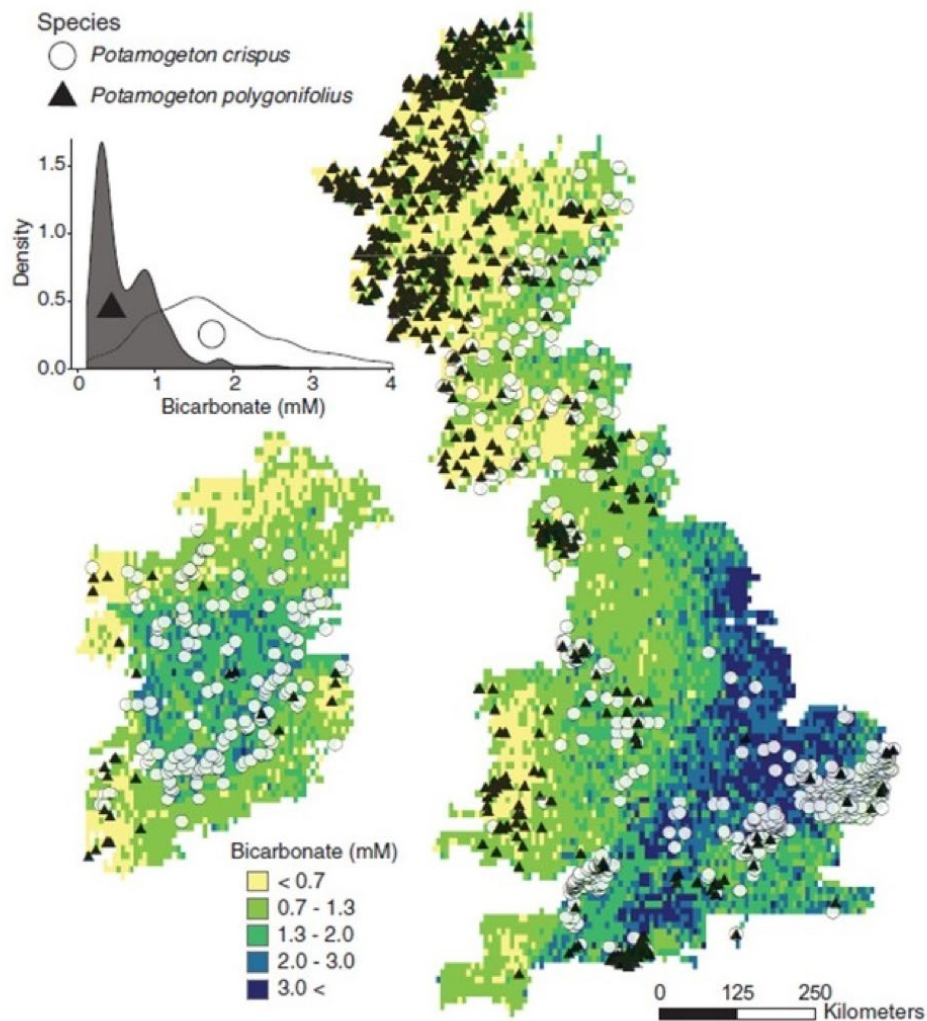 Species
Potamogeton crispus
Potamogeton polygonifolius
1.5
1.0
0.5
0.0
Density
0 1 2 3 4
Bicarbonate (mM)
Bicarbonate (mM)
< 0.7
0.7 - 1.3
1.3 - 2.0
2.0 - 3.0
3.0 <
0 125 250
Kilometers